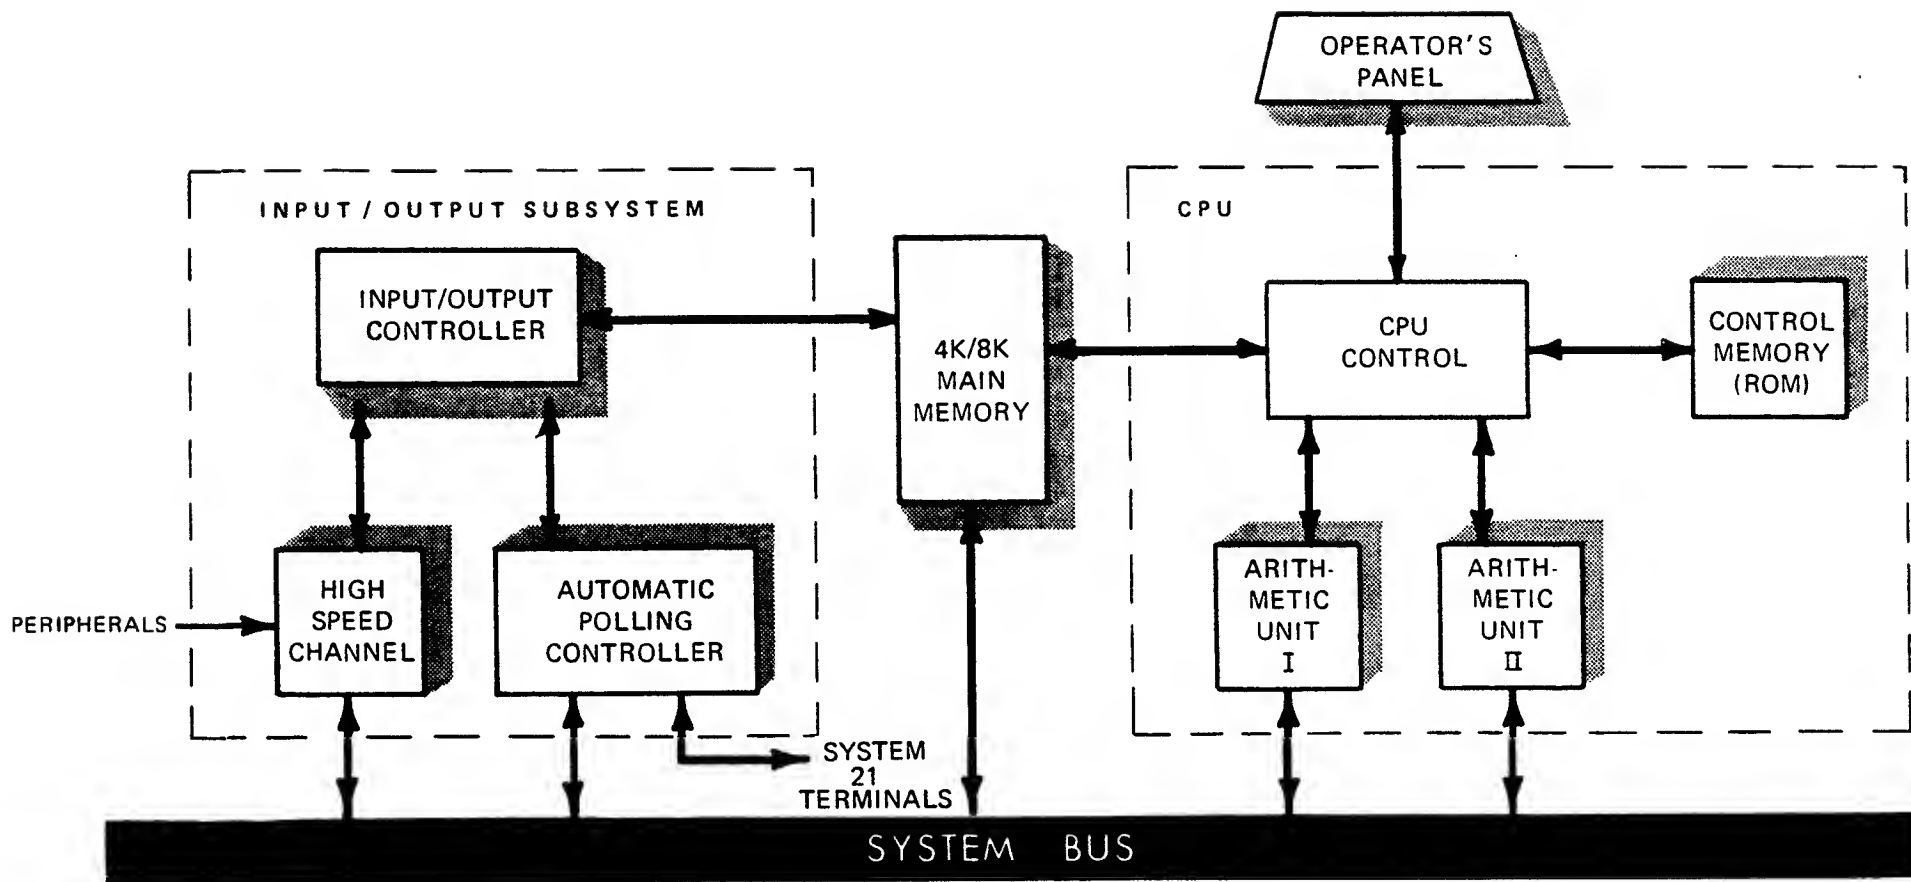 OPERATOR'S
PANEL
INPUT / OUTPUT SUBSYSTEM
CPU
INPUT/OUTPUT
CONTROLLER
4K/8K
MAIN
MEMORY
CPU
CONTROL
CONTROL
MEMORY
(ROM)
PERIPHERALS
HIGH
SPEED
CHANNEL
AUTOMATIC
POLLING
CONTROLLER
ARITH-
METIC
UNIT
I
ARITH-
METIC
UNIT
II
SYSTEM
21
TERMINALS
SYSTEM BUS